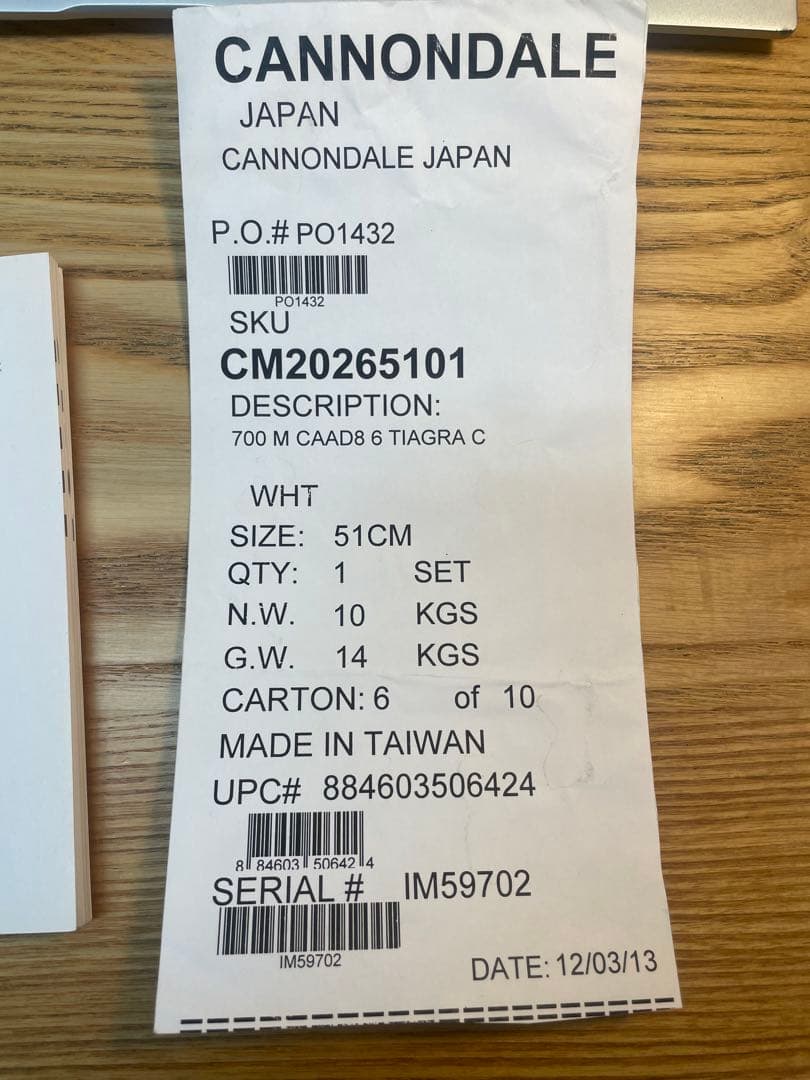 CANNONDALE
JAPAN
CANNONDALE JAPAN
P.O.# PO1432
PO1432
SKU
CM20265101
DESCRIPTION:
700 M CAAD8 6 TIAGRA C
WHT
SIZE: 51CM
QTY: 1 SET
N.W. 10 KGS
G.W. 14 KGS
CARTON: 6 of 10
MADE IN TAIWAN
UPC# 884603506424
8 84603 50642 4
SERIAL # IM59702
IM59702
DATE: 12/03/13